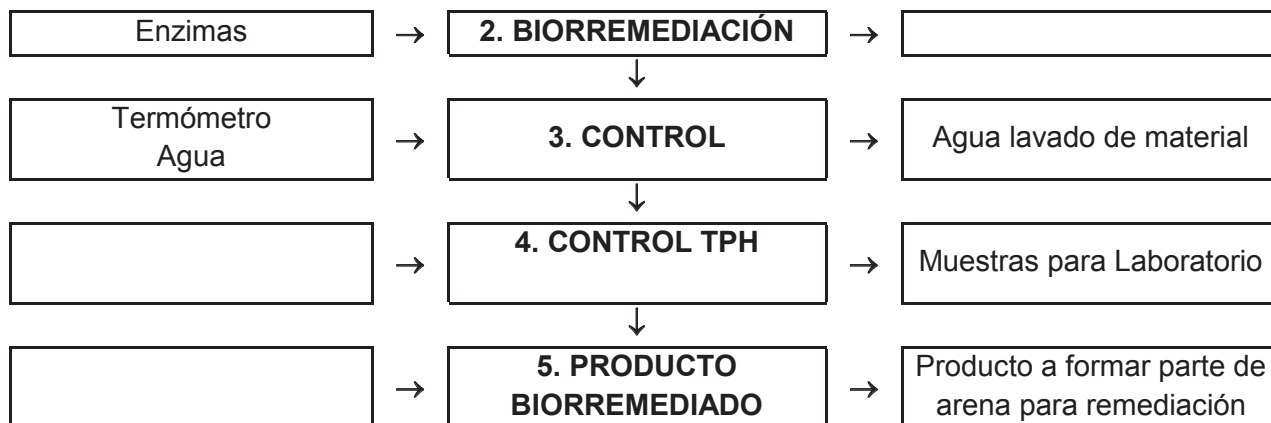 Enzimas → 2. BIORREMEDIACIÓN →
↓
Termómetro
Agua
→ 3. CONTROL → Agua lavado de material
↓
→ 4. CONTROL TPH → Muestras para Laboratorio
↓
→ 5. PRODUCTO
BIORREMEDIADO
→ Producto a formar parte de
arena para remediación